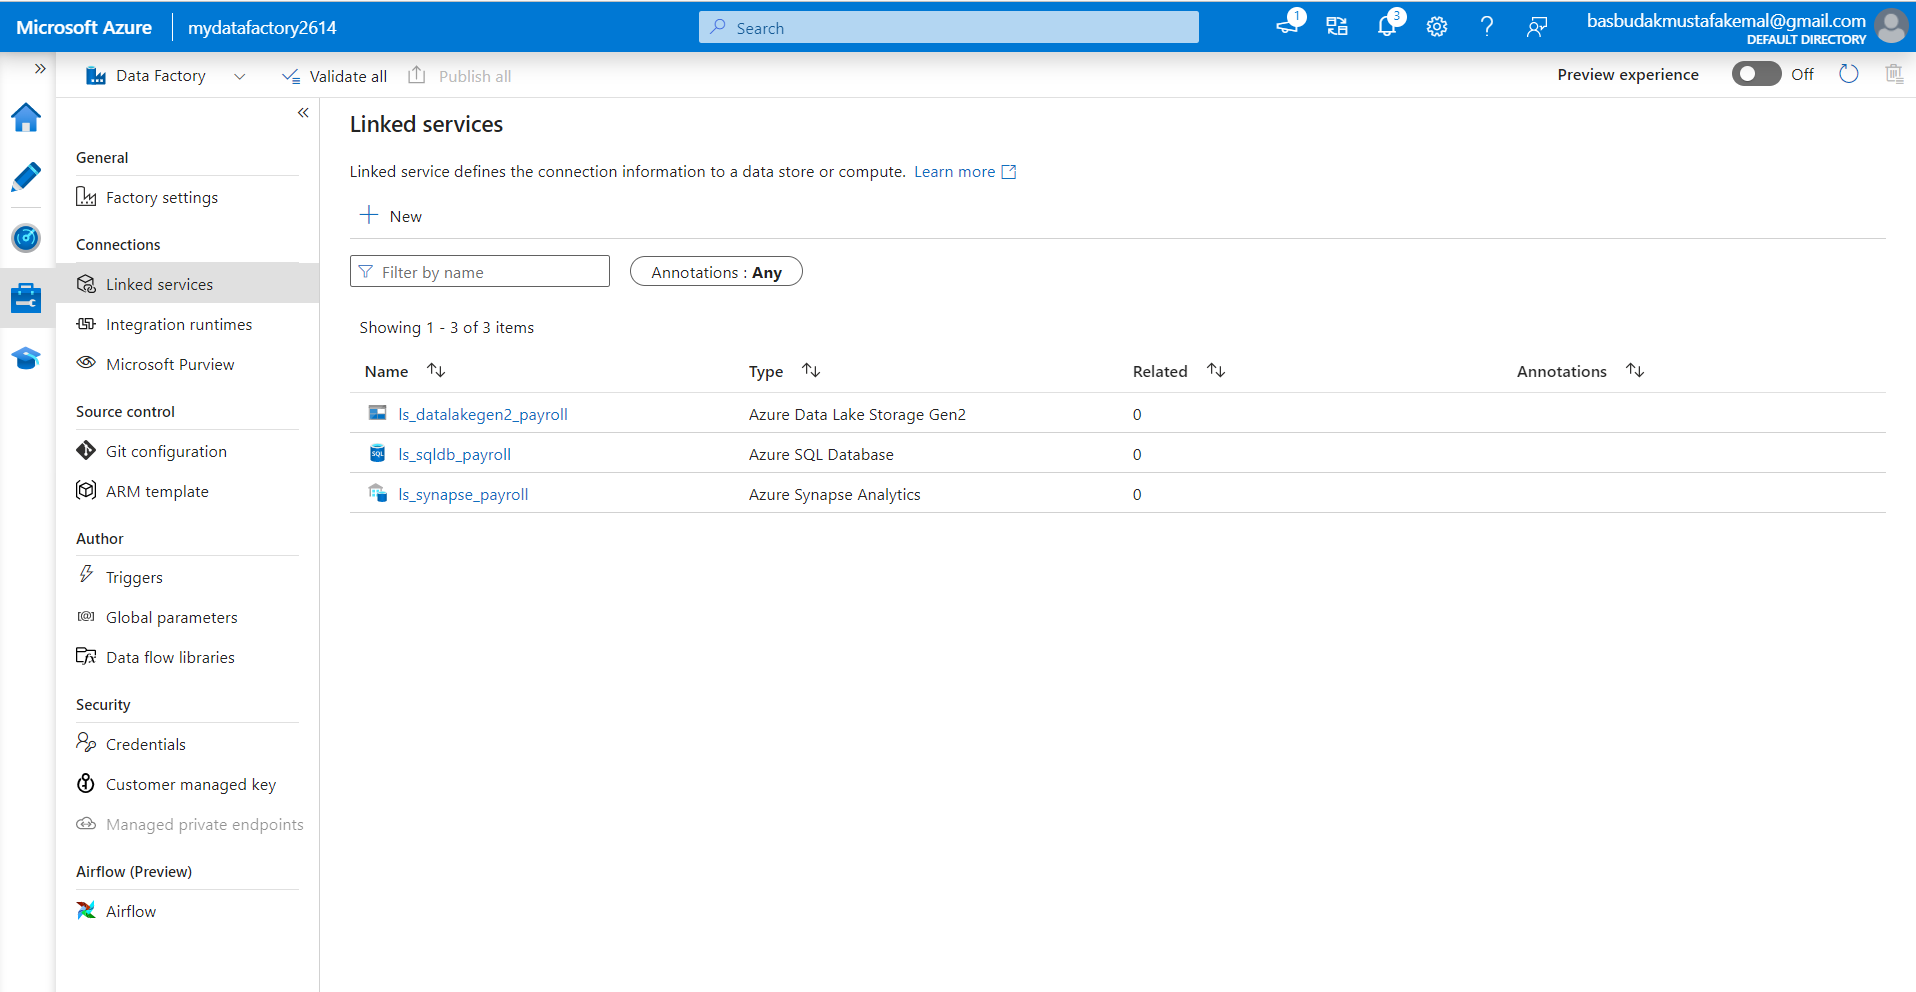 Microsoft Azure mydatafactory2614 Search 1 3 basbudakmustafakemal@gmail.com
DEFAULT DIRECTORY
Data Factory Validate all Publish all Preview experience Off
General
Factory settings
Connections
Linked services
Integration runtimes
Microsoft Purview
Source control
Git configuration
ARM template
Author
Triggers
Global parameters
Data flow libraries
Security
Credentials
Customer managed key
Managed private endpoints
Airflow (Preview)
Airflow
Linked services
Linked service defines the connection information to a data store or compute. Learn more
New
Filter by name Annotations : Any
Showing 1 - 3 of 3 items
Name Type Related Annotations
ls_datalakegen2_payroll Azure Data Lake Storage Gen2 0
SQL ls_sqldb_payroll Azure SQL Database 0
ls_synapse_payroll Azure Synapse Analytics 0